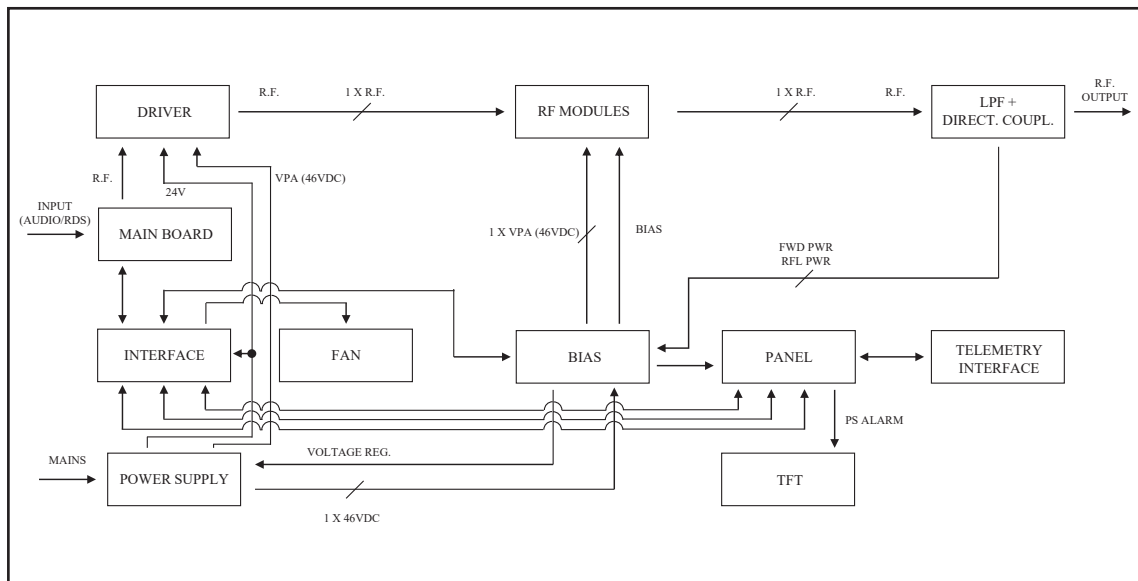 R.F.
OUTPUT
R.F.
1 X R.F.
1 X R.F.
R.F.
DRIVER
RF MODULES
LPF +
DIRECT. COUPL.
R.F.
24V
VPA (46VDC)
INPUT
(AUDIO/RDS)
MAIN BOARD
1 X VPA (46VDC)
BIAS
FWD PWR
RFL PWR
INTERFACE
FAN
BIAS
PANEL
TELEMETRY
INTERFACE
PS ALARM
MAINS
VOLTAGE REG.
POWER SUPPLY
TFT
1 X 46VDC